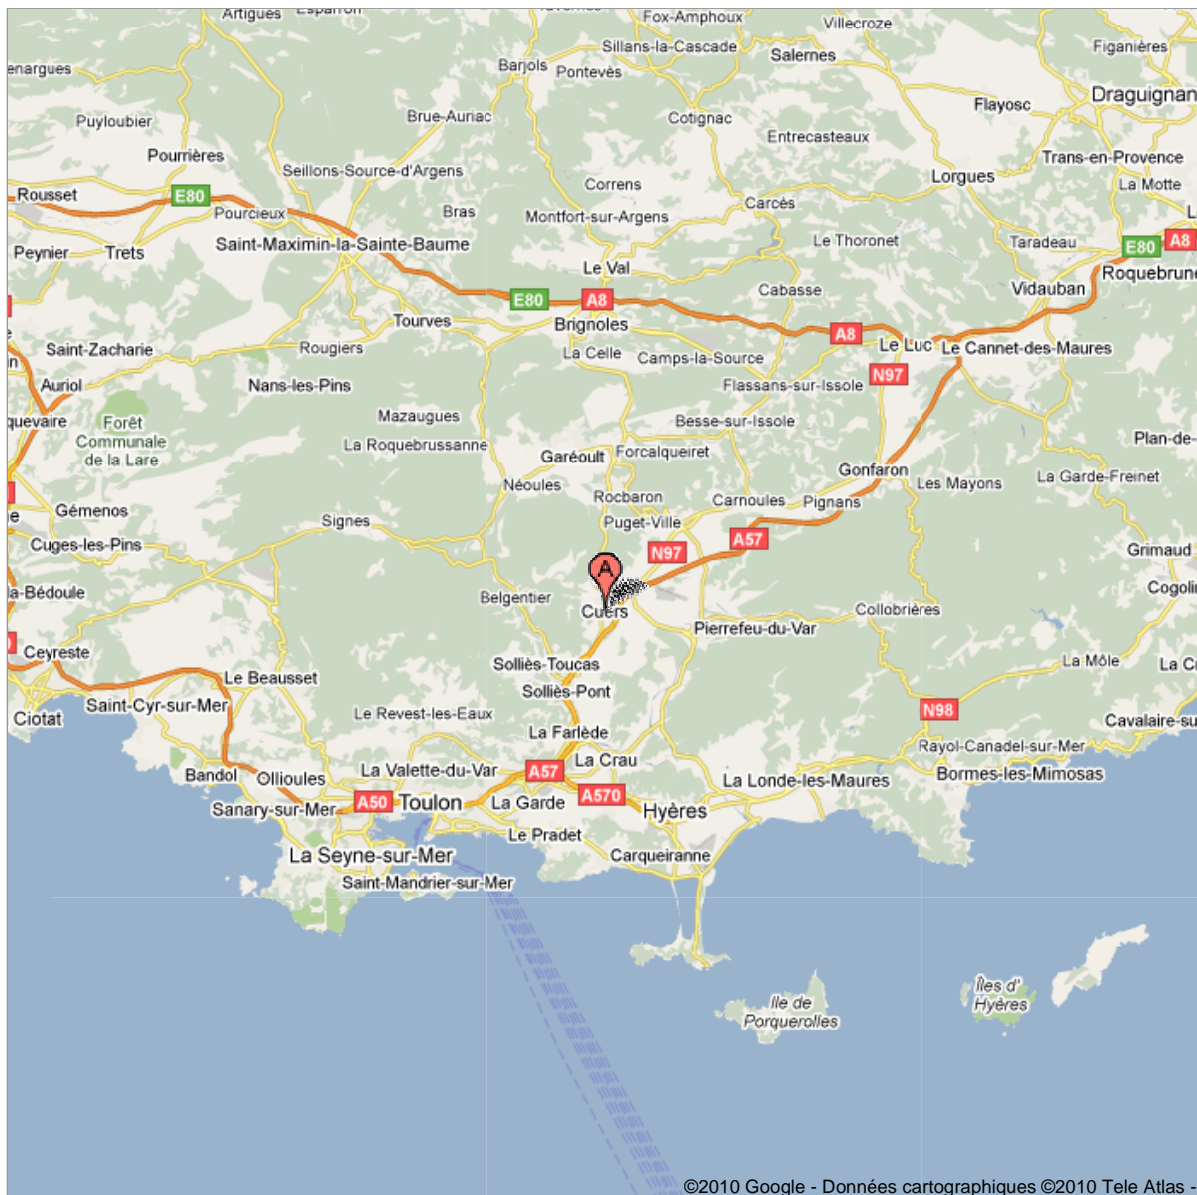 Artigues
Esparron
Fox-Amphoux
Villecroze
Sillans-la-Cascade
Salernes
Figanières
Barjols
Pontevès
enargues
Draguignan
Flayosc
Puyloubier
Brue-Auriac
Cotignac
Entrecasteaux
Pourrières
Trans-en-Provence
Seillons-Source-d'Argens
Lorgues
La Motte
Correns
Rousset
E80
Pourcieux
Bras
Montfort-sur-Argens
Carcès
L
Peynier
Trets
Saint-Maximin-la-Sainte-Baume
Le Thoronet
Taradeau
E80
A8
Le Val
Roquebrune
Cabasse
Vidauban
E80
A8
Tourves
Brignoles
A8
Saint-Zacharie
Rougiers
La Celle
Camps-la-Source
Le Luc
Le Cannet-des-Maures
in
Auriol
Nans-les-Pins
Flassans-sur-Issole
N97
quevaire
Forêt
Communale
de la Lare
Mazaugues
Besse-sur-Issole
La Roquebrussanne
Garéoult
Forcalqueiret
Plan-de-
Gonfaron
Néoules
Rocbaron
Carnoules
Pignans
Les Mayons
La Garde-Freinet
Gémenos
Signes
Puget-Ville
e
Cuges-les-Pins
N97
A57
Grimaud
A
la-Bédoule
Belgentier
Cuers
Collobrières
Cogolin
Pierrefeu-du-Var
Ceyreste
Solliès-Toucas
La Môle
La C
Le Beausset
Solliès-Pont
Saint-Cyr-sur-Mer
Ciotat
Le Revest-les-Eaux
N98
Cavalaire-su
La Farlède
Rayol-Canadel-sur-Mer
Bandol
Ollioules
La Valette-du-Var
A57
La Crau
La Londe-les-Maures
Bormes-les-Mimosas
Sanary-sur-Mer
A50
Toulon
La Garde
A570
Hyères
Le Pradet
La Seyne-sur-Mer
Carqueiranne
Saint-Mandrier-sur-Mer
Ile de
Porquerolles
Îles d'
Hyères
©2010 Google - Données cartographiques ©2010 Tele Atlas -